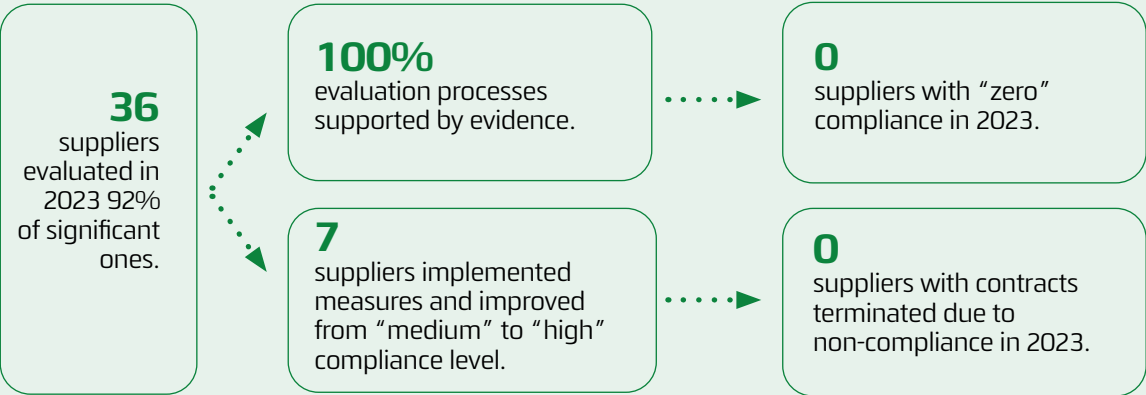 36
suppliers
evaluated in
2023 92%
of significant
ones.
100%
evaluation processes
supported by evidence.
0
suppliers with “zero”
compliance in 2023.
7
suppliers implemented
measures and improved
from “medium” to “high”
compliance level.
0
suppliers with contracts
terminated due to
non-compliance in 2023.